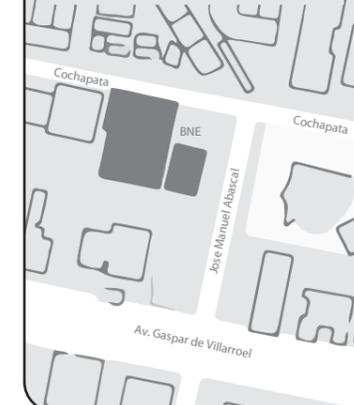 Cochapata
Cochapata
BNE
Jose Manuel Abascal
Av. Gaspar de Villarroel